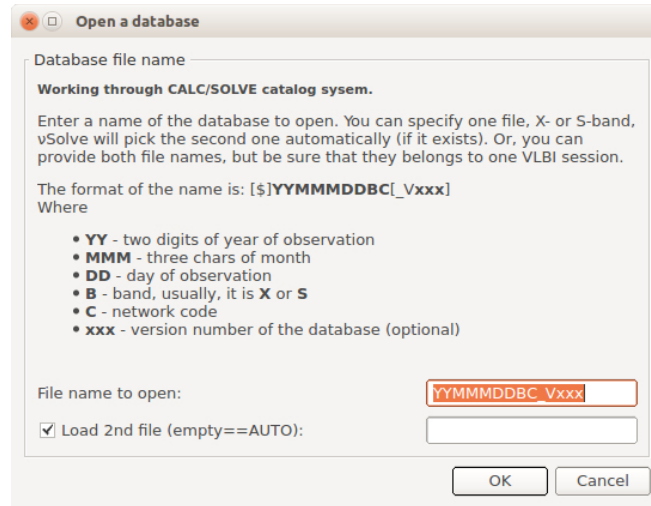 Open a database
Database file name
Working through CALC/SOLVE catalog sysem.
Enter a name of the database to open. You can specify one file, X- or S-band,
νSolve will pick the second one automatically (if it exists). Or, you can
provide both file names, but be sure that they belongs to one VLBI session.
The format of the name is: [$]YYMMMDDBC[_Vxxx]
Where
• YY - two digits of year of observation
• MMM - three chars of month
• DD - day of observation
• B - band, usually, it is X or S
• C - network code
• xxx - version number of the database (optional)
File name to open: YYMMMDDBC_Vxxx
Load 2nd file (empty==AUTO):
OK Cancel